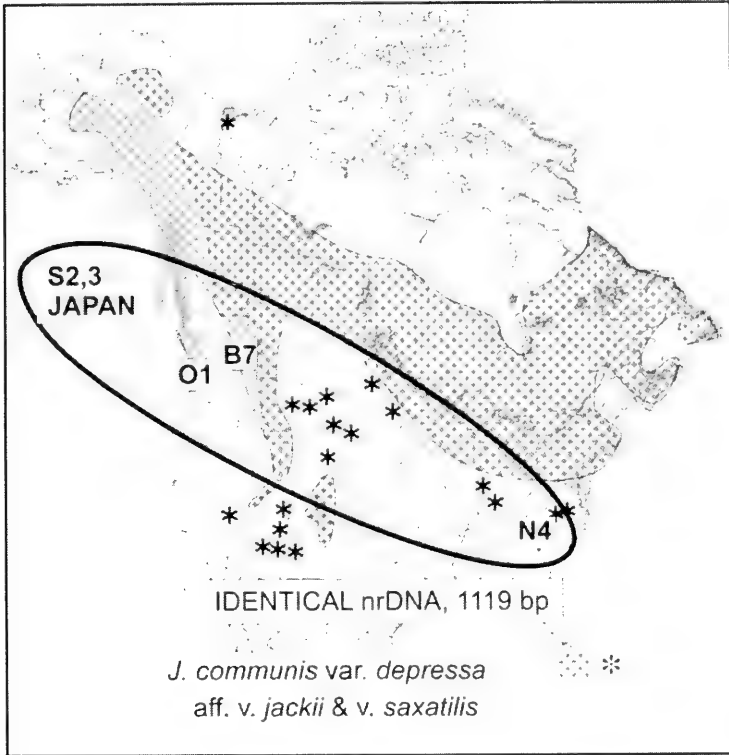 S2,3
JAPAN
B7
O1
N4
IDENTICAL nrDNA, 1119 bp
J. communis var. depressa
aff. v. jackii & v. saxatilis